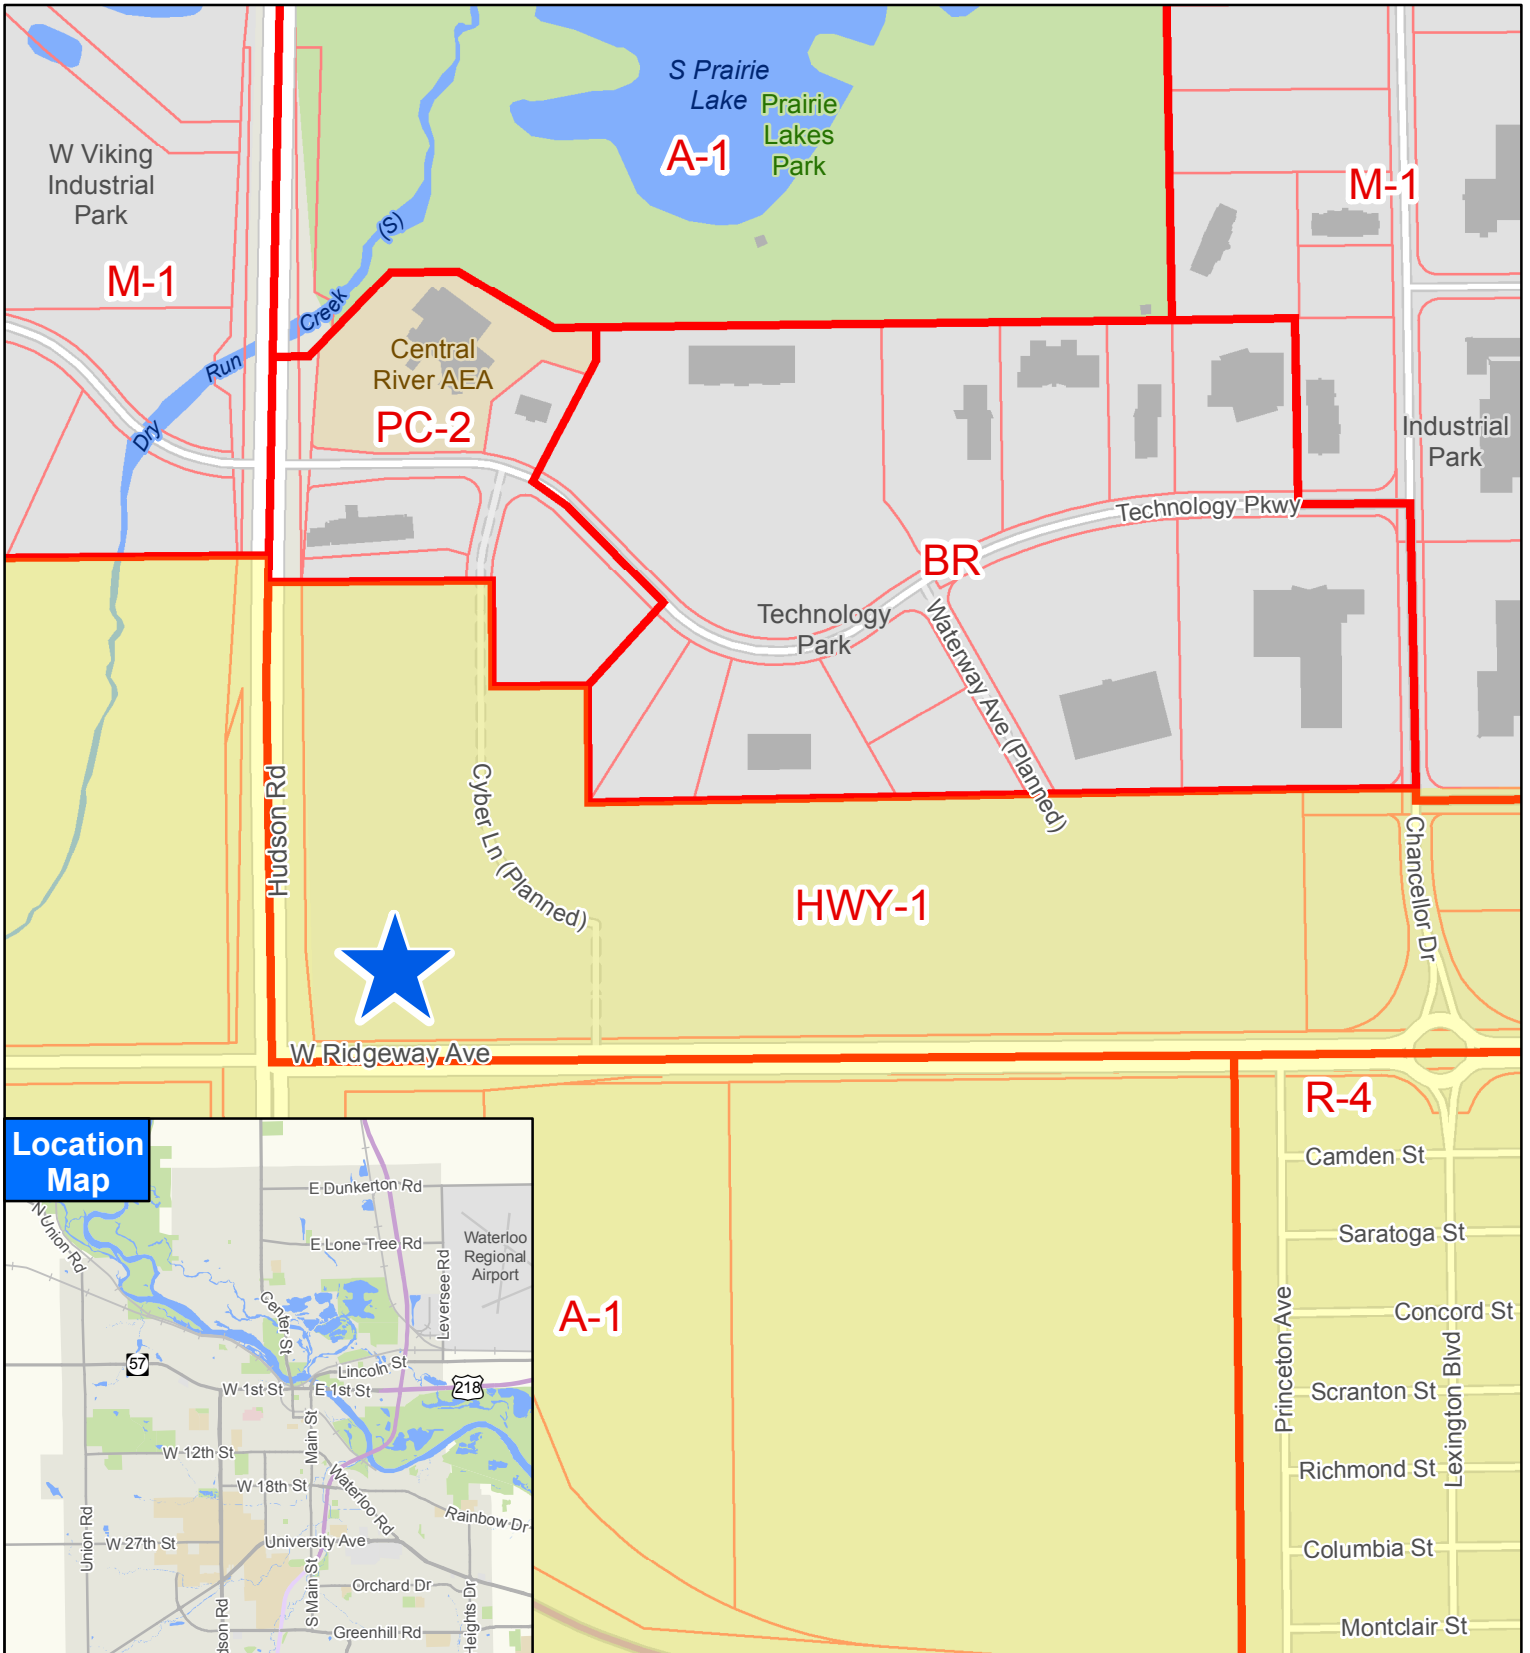 S Prairie
Lake
Prairie
Lakes
Park
A-1
W Viking
Industrial
Park
M-1
M-1
(S)
Creek
Run
Dry
Central
River AEA
PC-2
Industrial
Park
Technology Pkwy
BR
Technology
Park
Waterway Ave (Planned)
Hudson Rd
Cyber Ln (Planned)
HWY-1
Chancellor Dr
W Ridgeway Ave
R-4
Camden St
Saratoga St
Concord St
Princeton Ave
Lexington Blvd
Scranton St
Richmond St
Columbia St
Montclair St
A-1
Location
Map
E Dunkerton Rd
N Union Rd
E Lone Tree Rd
Waterloo
Regional
Airport
Leversee Rd
Center St
57
Lincoln St
W 1st St
E 1st St
218
Main St
W 12th St
W 18th St
Waterloo Rd
Rainbow Dr
Union Rd
W 27th St
University Ave
S Main St
Orchard Dr
dson Rd
Greenhill Rd
Heights Dr